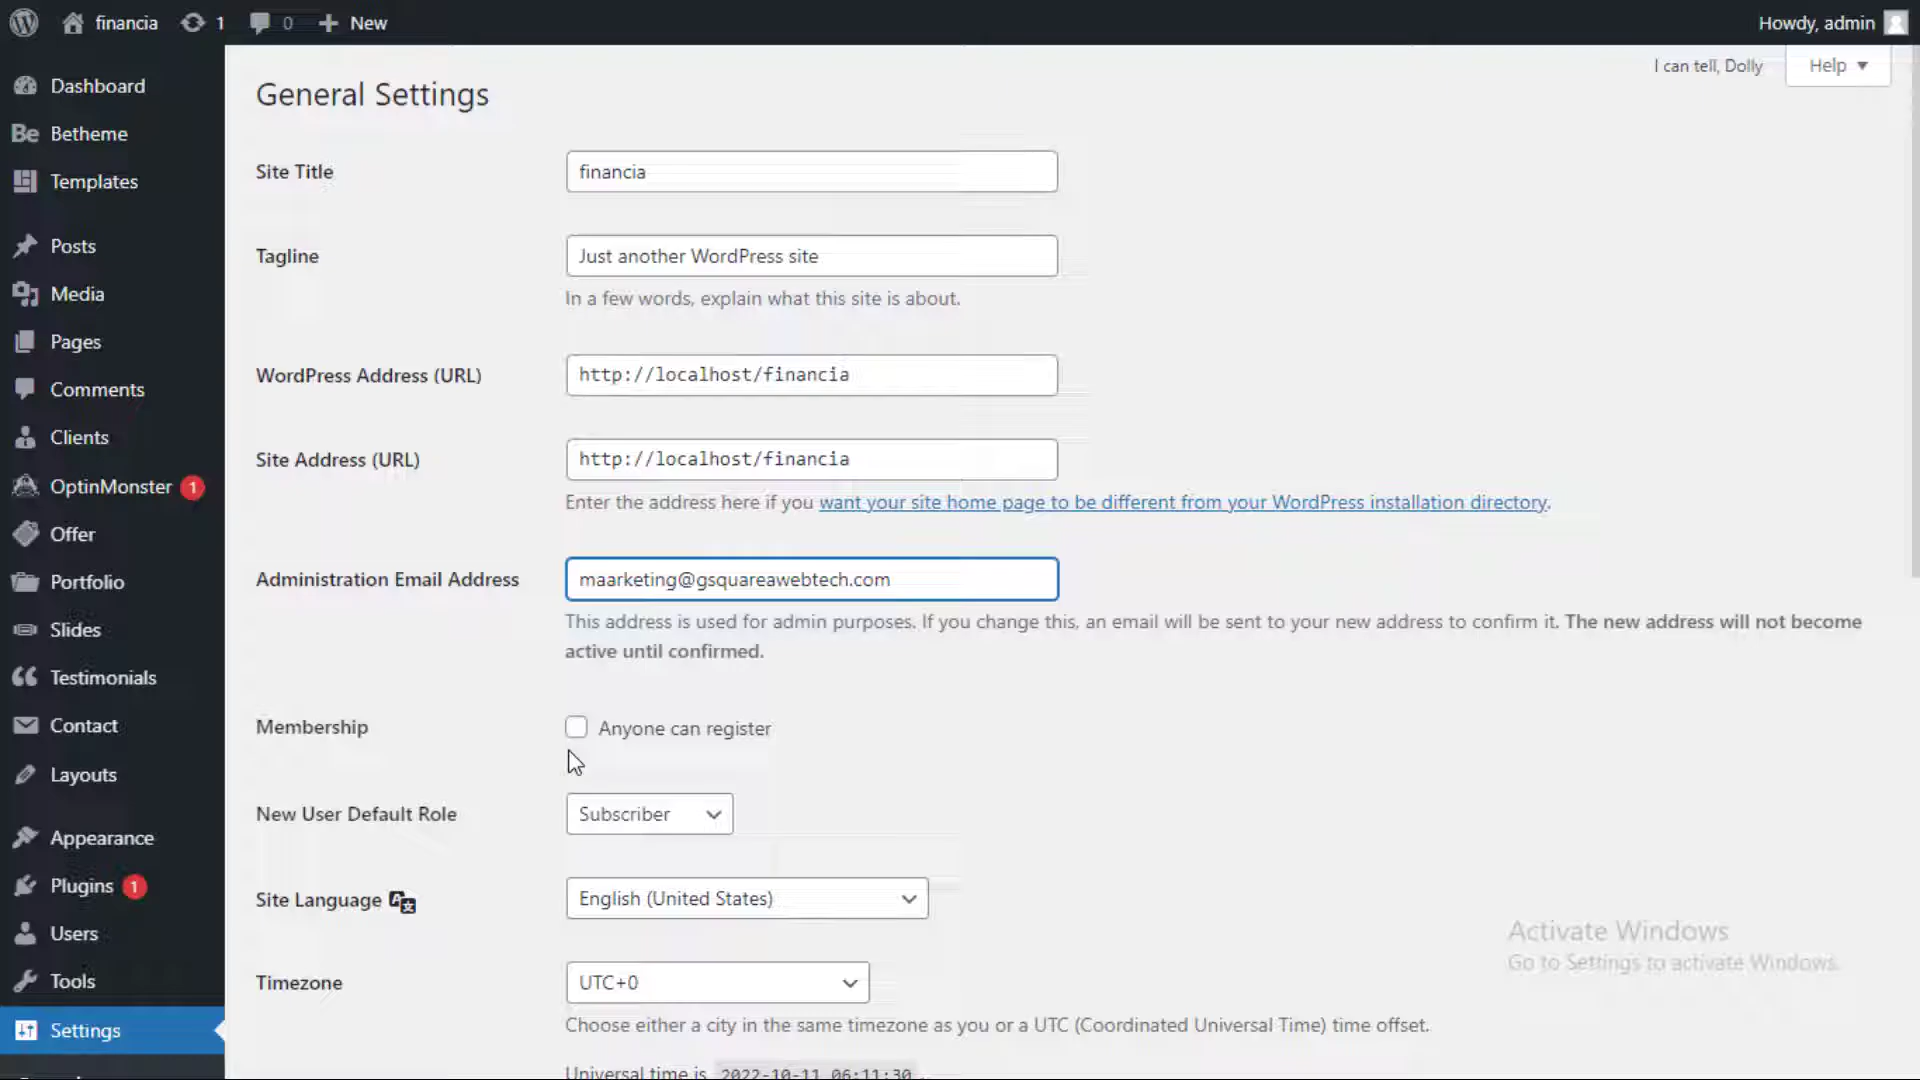 financia 1 0 New Howdy, admin
I can tell, Dolly Help
Dashboard
Be Betheme
Templates
Posts
Media
Pages
Comments
Clients
OptinMonster 1
Offer
Portfolio
Slides
Testimonials
Contact
Layouts
Appearance
Plugins 1
Users
Tools
Settings
General Settings
Site Title financia
Tagline Just another WordPress site
In a few words, explain what this site is about.
WordPress Address (URL) http://localhost/financia
Site Address (URL) http://localhost/financia
Enter the address here if you want your site home page to be different from your WordPress installation directory.
Administration Email Address maarketing@gsquareawebtech.com
This address is used for admin purposes. If you change this, an email will be sent to your new address to confirm it. The new address will not become
active until confirmed.
Membership Anyone can register
New User Default Role Subscriber
Site Language English (United States)
Timezone UTC+0
Choose either a city in the same timezone as you or a UTC (Coordinated Universal Time) time offset.
Universal time is 2022-10-11 06:11:30
Activate Windows
Go to Settings to activate Windows.